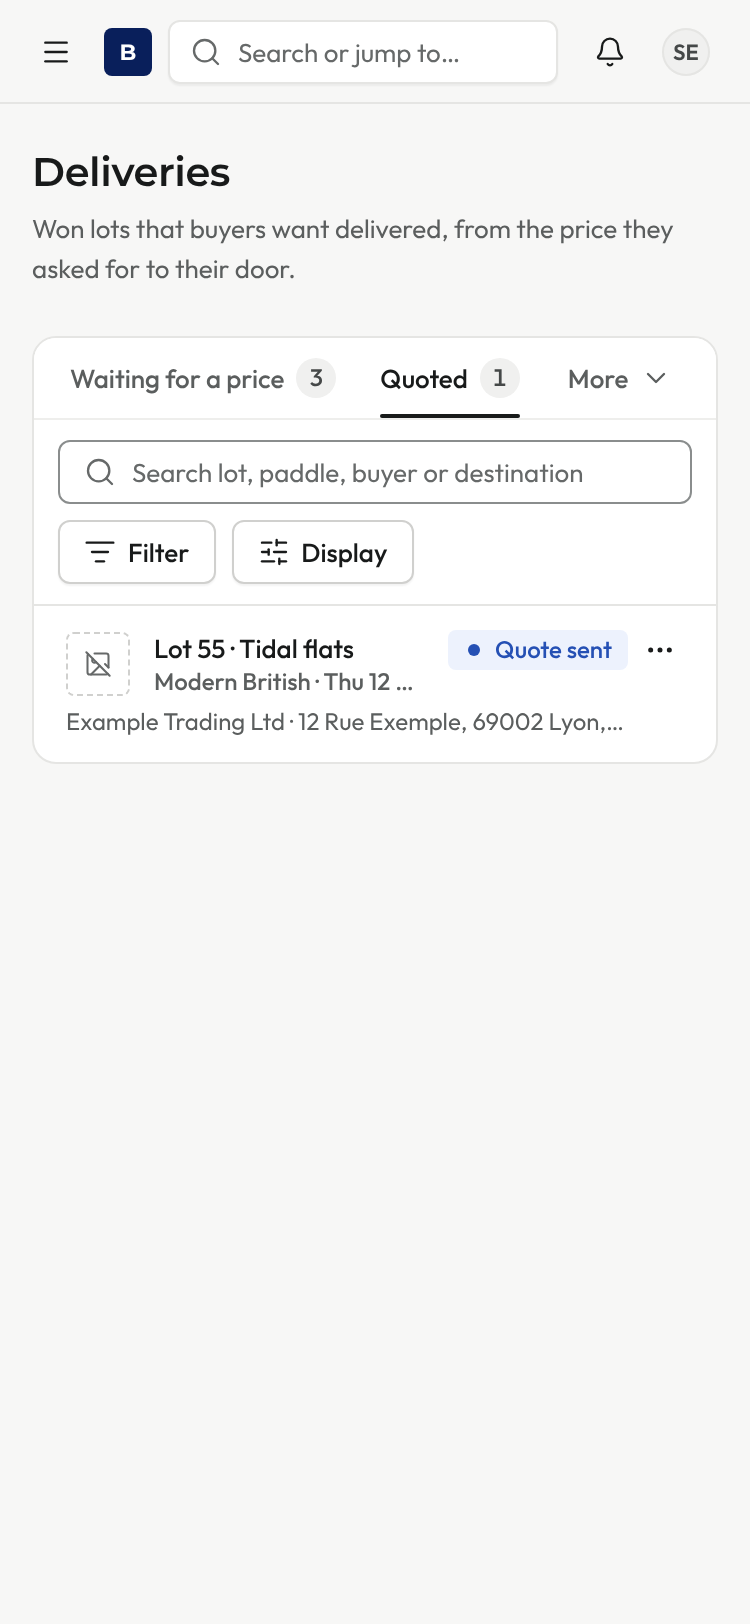 B
Search or jump to...
SE
Deliveries
Won lots that buyers want delivered, from the price they
asked for to their door.
Waiting for a price 3
Quoted 1
More
Search lot, paddle, buyer or destination
Filter
Display
Lot 55 · Tidal flats
Quote sent
Modern British · Thu 12 ...
Example Trading Ltd · 12 Rue Exemple, 69002 Lyon,...